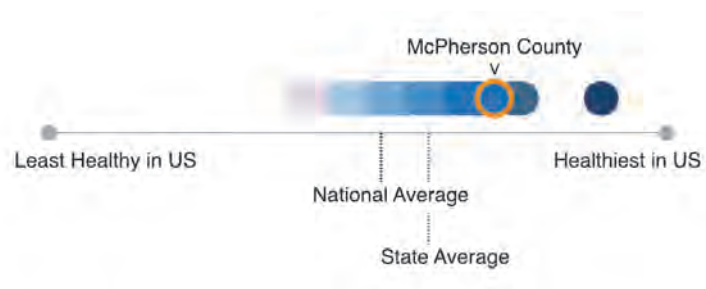 McPherson County
v
Least Healthy in US
Healthiest in US
National Average
State Average